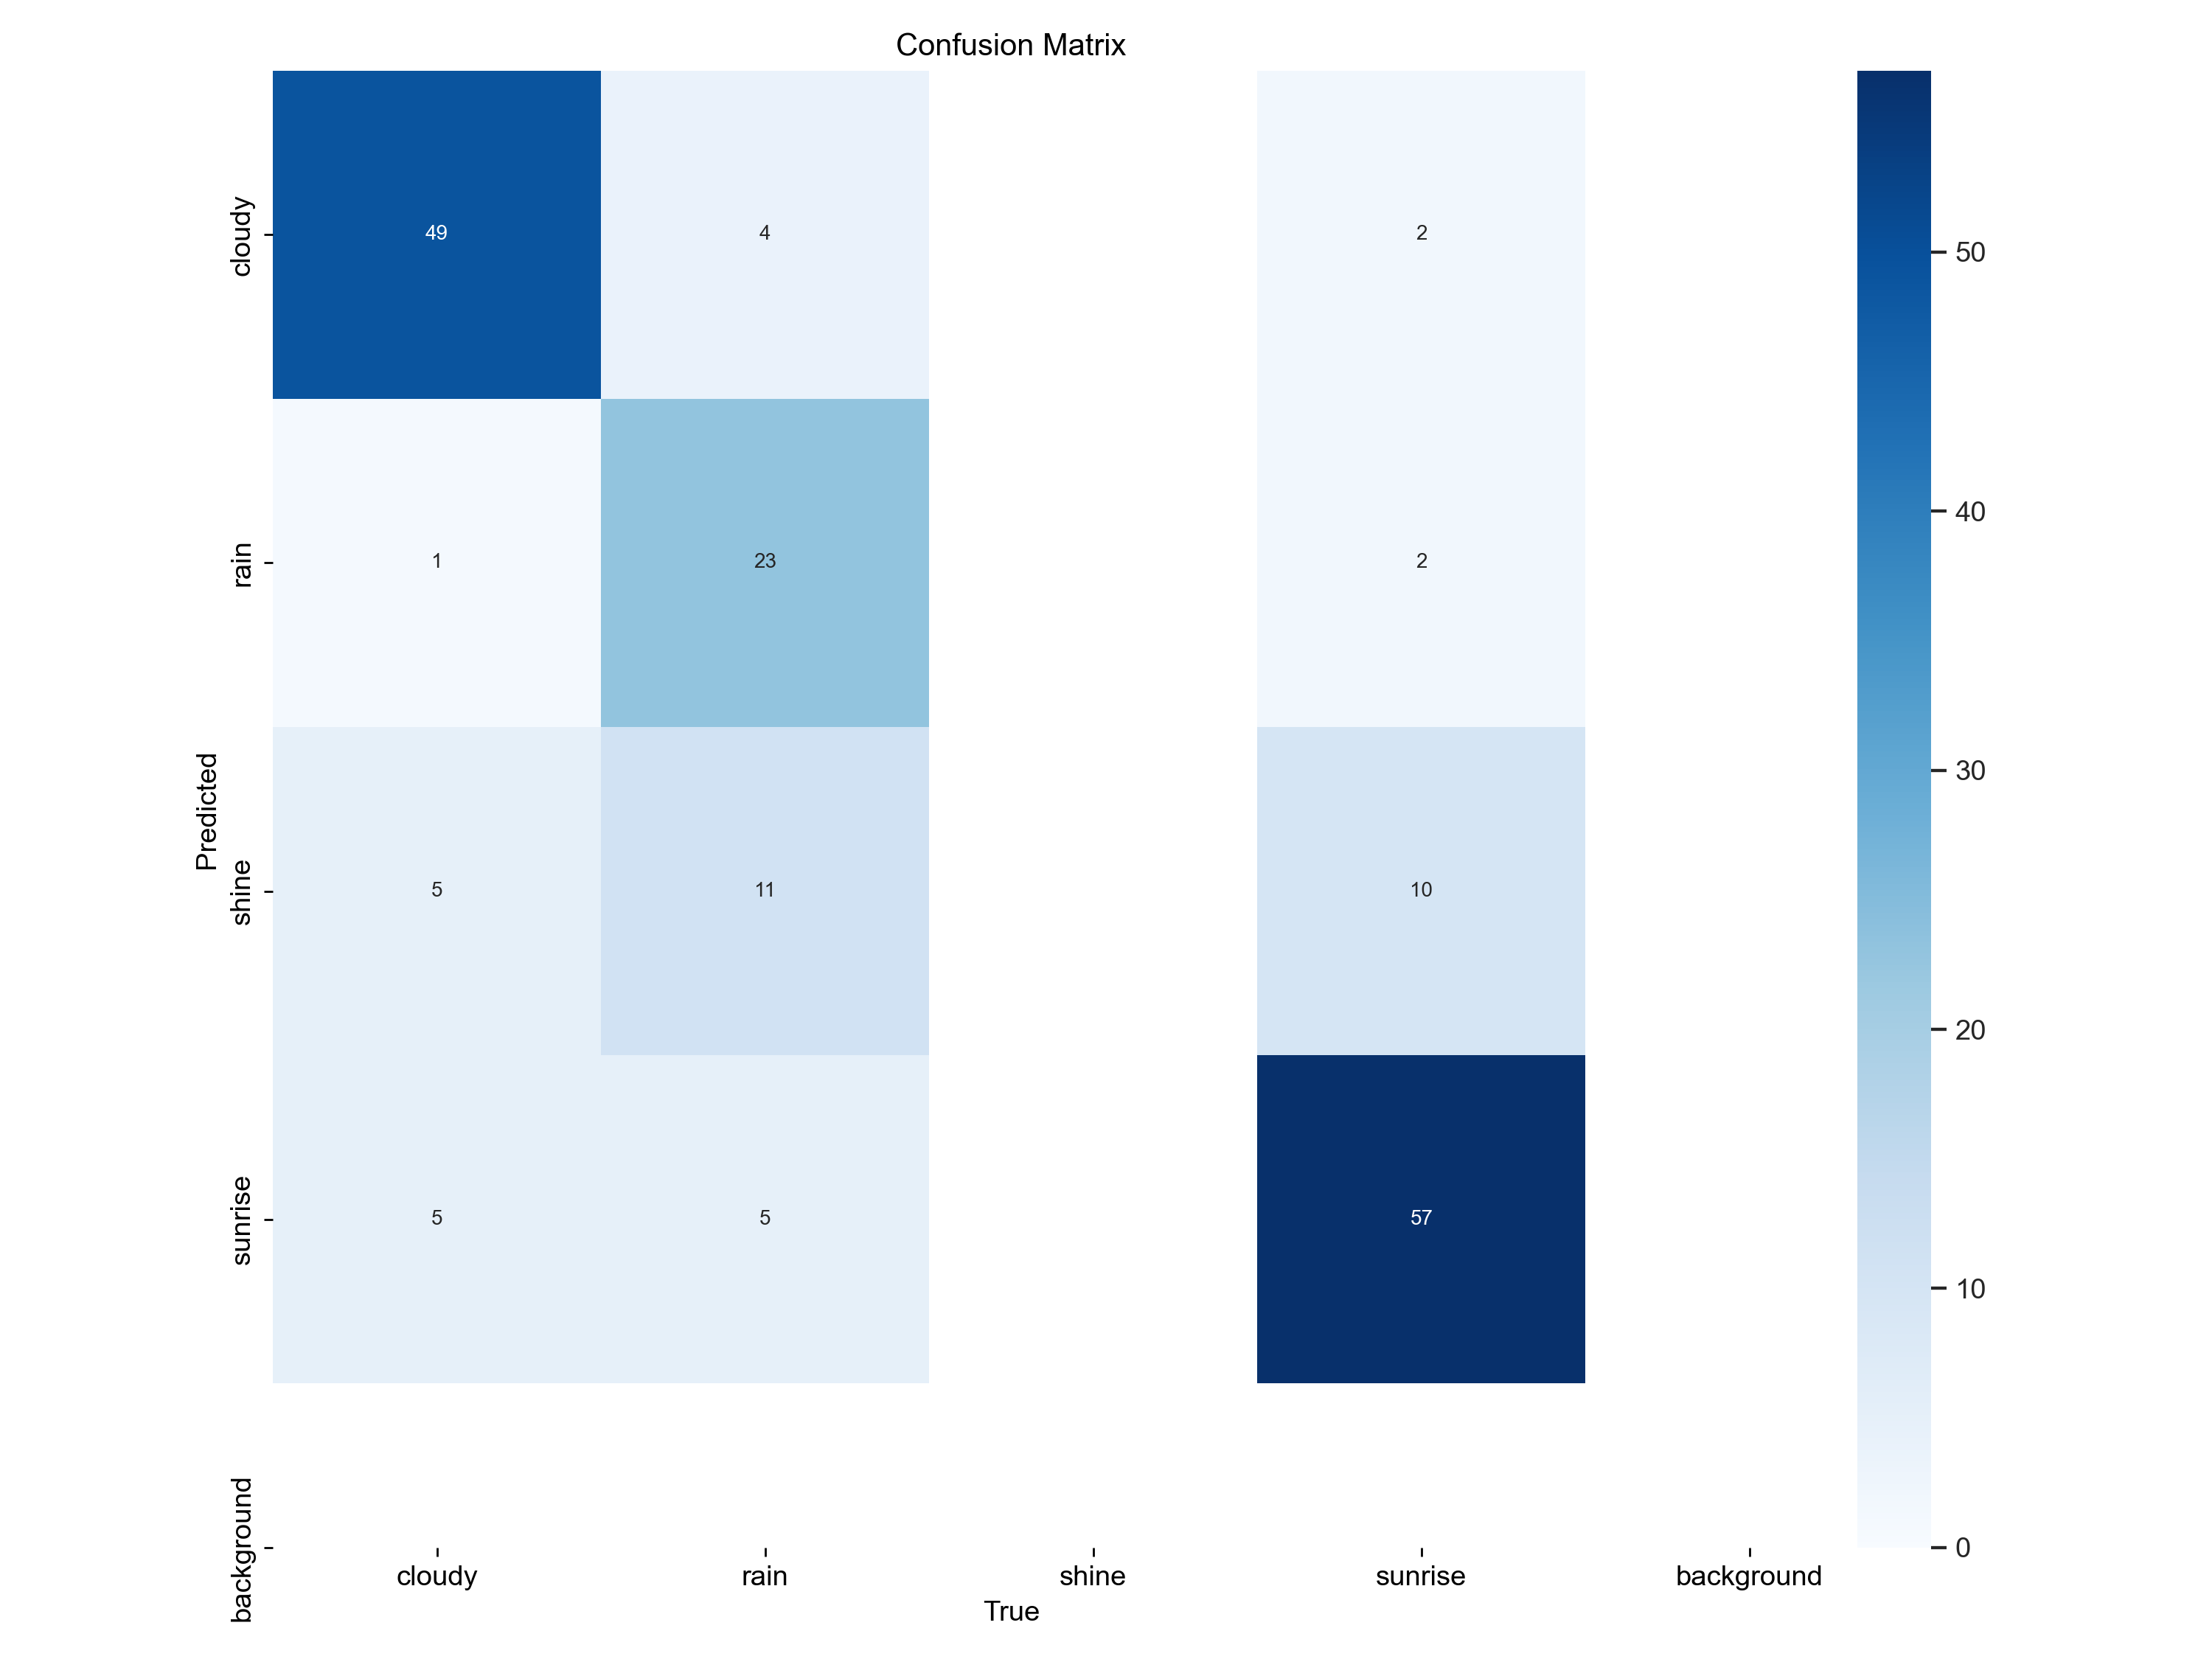 Confusion Matrix
Predicted
cloudy
49
4
2
rain
1
23
2
shine
5
11
10
sunrise
5
5
57
background
cloudy
rain
shine
sunrise
background
True
50
40
30
20
10
0